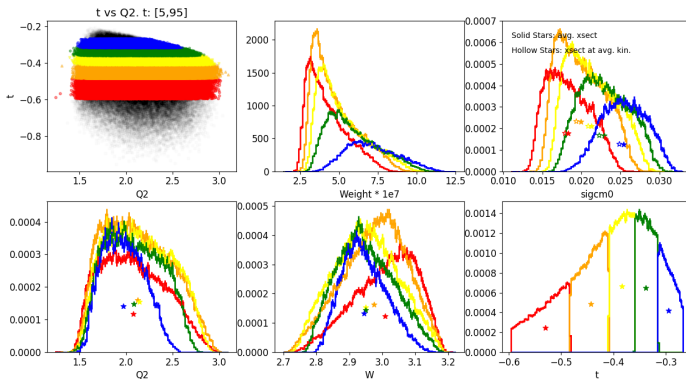 t vs Q2. t: [5,95]
−0.2
−0.4
−0.6
−0.8
t
1.5 2.0 2.5 3.0
Q2
2000
1500
1000
500
0
2.5 5.0 7.5 10.0 12.5
Weight * 1e7
0.0007
0.0006
0.0005
0.0004
0.0003
0.0002
0.0001
0.0000
Solid Stars: avg. xsect
Hollow Stars: xsect at avg. kin.
0.010 0.015 0.020 0.025 0.030
sigcm0
0.0004
0.0003
0.0002
0.0001
0.0000
1.5 2.0 2.5 3.0
Q2
0.0005
0.0004
0.0003
0.0002
0.0001
0.0000
2.7 2.8 2.9 3.0 3.1 3.2
W
0.0014
0.0012
0.0010
0.0008
0.0006
0.0004
0.0002
0.0000
−0.6 −0.5 −0.4 −0.3
t